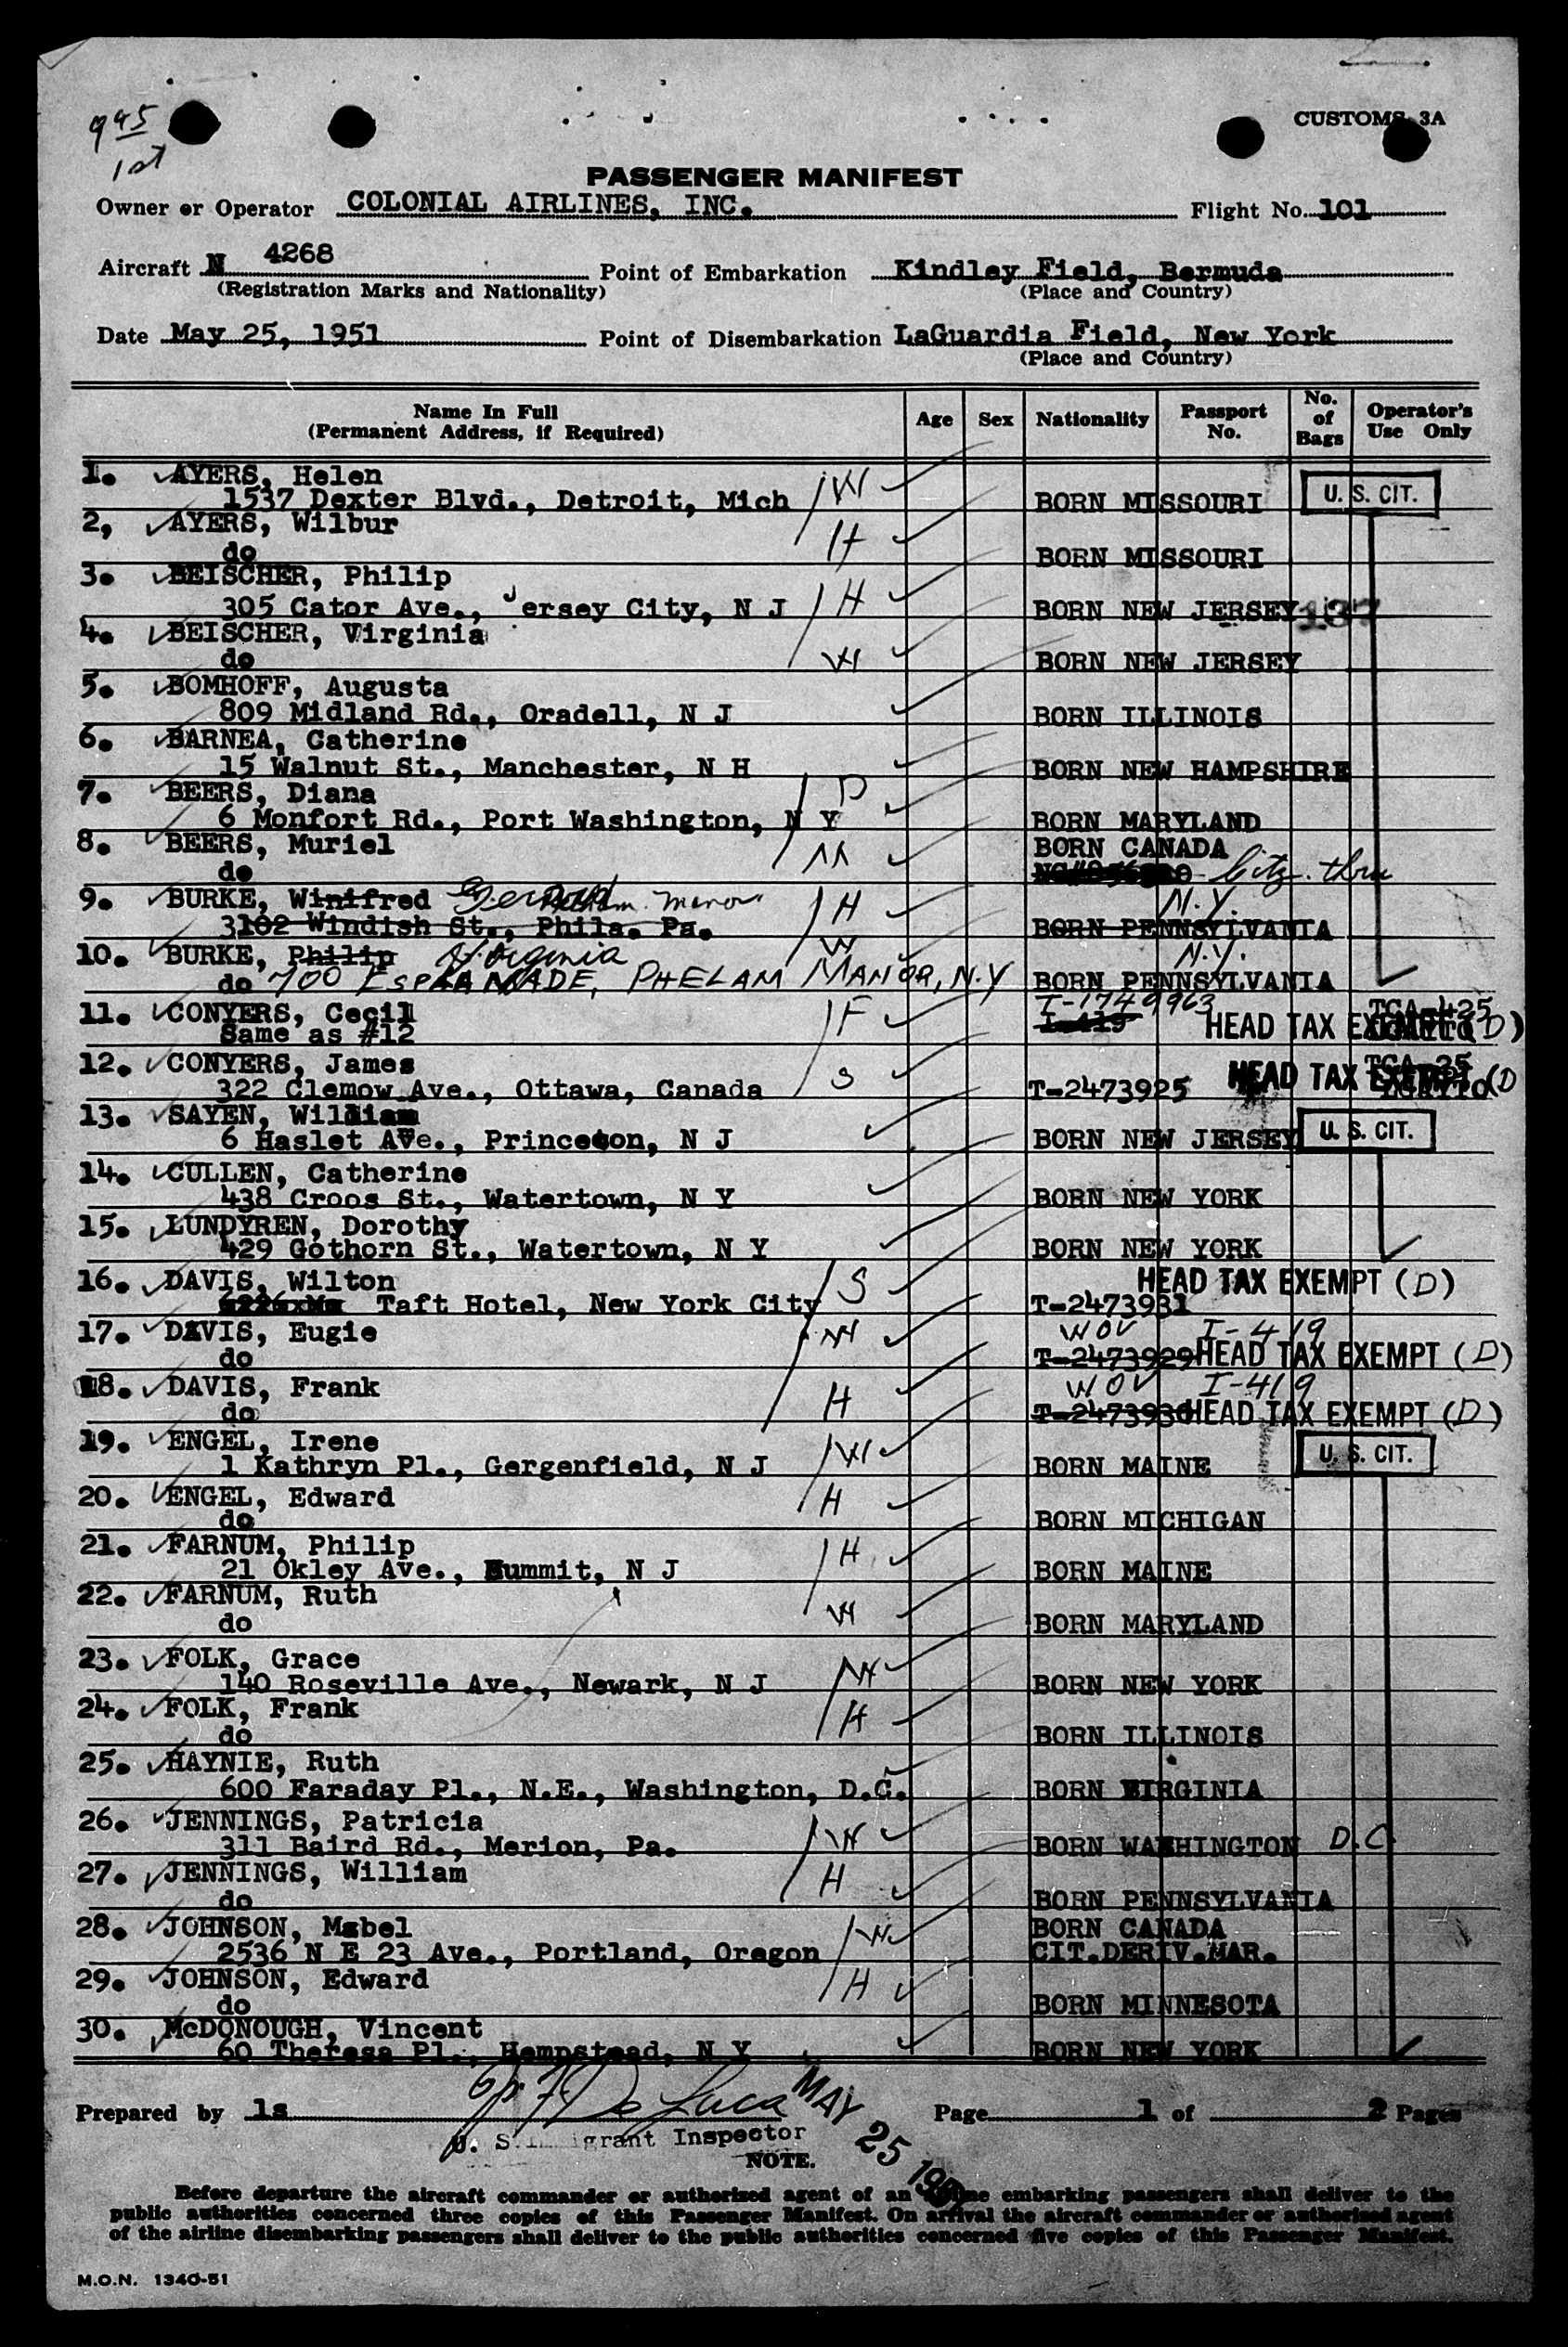 9 45
1st
CUSTOMS 3A
PASSENGER MANIFEST
Owner or Operator COLONIAL AIRLINES, INC. Flight No. 101
Aircraft N 4268 Point of Embarkation Kindley Field, Bermuda
(Registration Marks and Nationality) (Place and Country)
Date May 25, 1951 Point of Disembarkation LaGuardia Field, New York
(Place and Country)
Name In Full Age Sex Nationality Passport No. No. of Bags Operator's Use Only
(Permanent Address, if Required)
1. AYERS, Helen
1537 Dexter Blvd., Detroit, Mich W BORN MISSOURI U. S. CIT.
2, AYERS, Wilbur
do H BORN MISSOURI
3. BEISCHER, Philip
305 Cator Ave., Jersey City, N J H BORN NEW JERSEY 137
4. BEISCHER, Virginia
do W BORN NEW JERSEY
5. BOMHOFF, Augusta
809 Midland Rd., Oradell, N J BORN ILLINOIS
6. BARNEA, Catherine
15 Walnut St., Manchester, N H BORN NEW HAMPSHIRE
7. BEERS, Diana D
6 Monfort Rd., Port Washington, N Y BORN MARYLAND
8. BEERS, Muriel M BORN CANADA
do Citz. thru
9. BURKE, Winifred Manor H N.Y.
3102 Windish St., Phila. Pa. BORN PENNSYLVANIA
10. BURKE, Philip Virginia W N.Y.
do 700 ESPLANADE, PHELAM MANOR, N.Y BORN PENNSYLVANIA
11. CONYERS, Cecil F I-1749963
Same as #12 I-419 HEAD TAX EXEMPT (D)
12. CONYERS, James
322 Clemow Ave., Ottawa, Canada S T-2473925 HEAD TAX EXEMPT (D
13. SAYEN, William
6 Haslet Ave., Princeton, N J BORN NEW JERSEY U. S. CIT.
14. CULLEN, Catherine
438 Croos St., Watertown, N Y BORN NEW YORK
15. LUNDYREN, Dorothy
429 Gothorn St., Watertown, N Y BORN NEW YORK
16. DAVIS, Wilton S HEAD TAX EXEMPT (D)
Taft Hotel, New York City T-2473931
17. DAVIS, Eugie W WOV I-419
do T-2473929 HEAD TAX EXEMPT (D)
18. DAVIS, Frank H WOV I-419
do T-2473930 HEAD TAX EXEMPT (D)
19. ENGEL, Irene
1 Kathryn Pl., Gergenfield, N J W BORN MAINE U. S. CIT.
20. ENGEL, Edward
do H BORN MICHIGAN
21. FARNUM, Philip
21 Okley Ave., Summit, N J H BORN MAINE
22. FARNUM, Ruth
do W BORN MARYLAND
23. FOLK, Grace
140 Roseville Ave., Newark, N J W BORN NEW YORK
24. FOLK, Frank
do H BORN ILLINOIS
25. HAYNIE, Ruth
600 Faraday Pl., N.E., Washington, D.C. BORN VIRGINIA
26. JENNINGS, Patricia
311 Baird Rd., Merion, Pa. W BORN WASHINGTON D.C.
27. JENNINGS, William
do H BORN PENNSYLVANIA
28. JOHNSON, Mabel W BORN CANADA
2536 N E 23 Ave., Portland, Oregon CIT.DERIV.MAR.
29. JOHNSON, Edward
do H BORN MINNESOTA
30. McDONOUGH, Vincent
60 Theresa Pl., Hempstead, N Y BORN NEW YORK
Prepared by ls De Luca MAY 25 195 Page 1 of 2 Pages
U. S. Immigrant Inspector
NOTE.
Before departure the aircraft commander or authorized agent of an airline embarking passengers shall deliver to the
public authorities concerned three copies of this Passenger Manifest. On arrival the aircraft commander or authorized agent
of the airline disembarking passengers shall deliver to the public authorities concerned five copies of this Passenger Manifest.
M.O.N. 1340-51